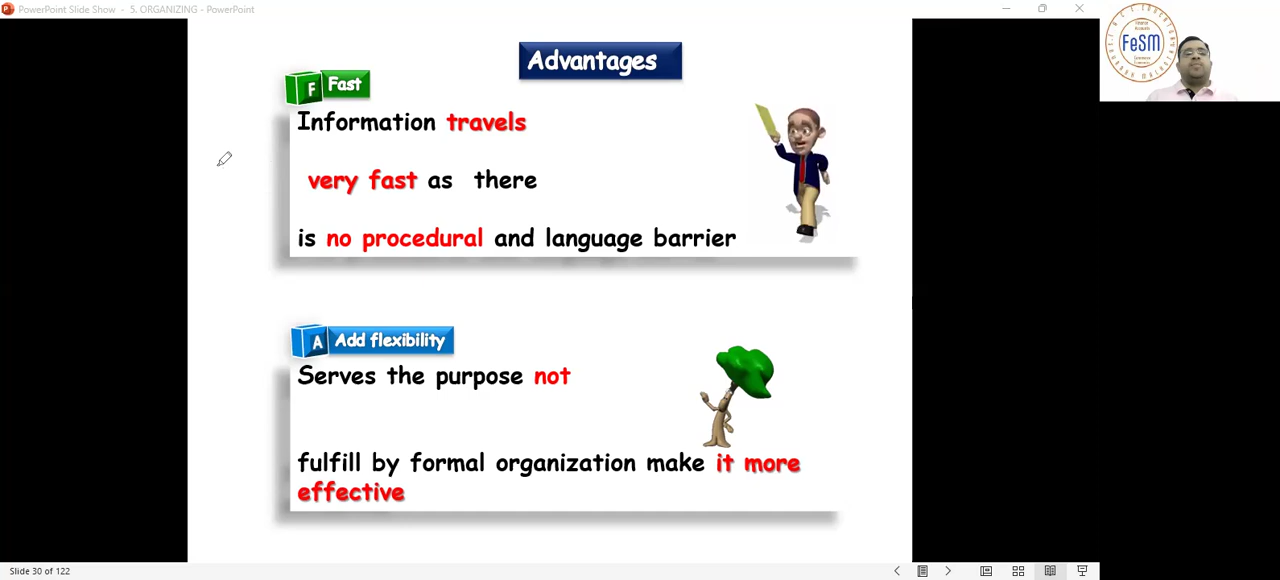 PowerPoint Slide Show - 5. ORGANIZING - PowerPoint
FeSM
Advantages
F Fast
Information travels
very fast as there
is no procedural and language barrier
A Add flexibility
Serves the purpose not
fulfill by formal organization make it more
effective
Slide 30 of 122